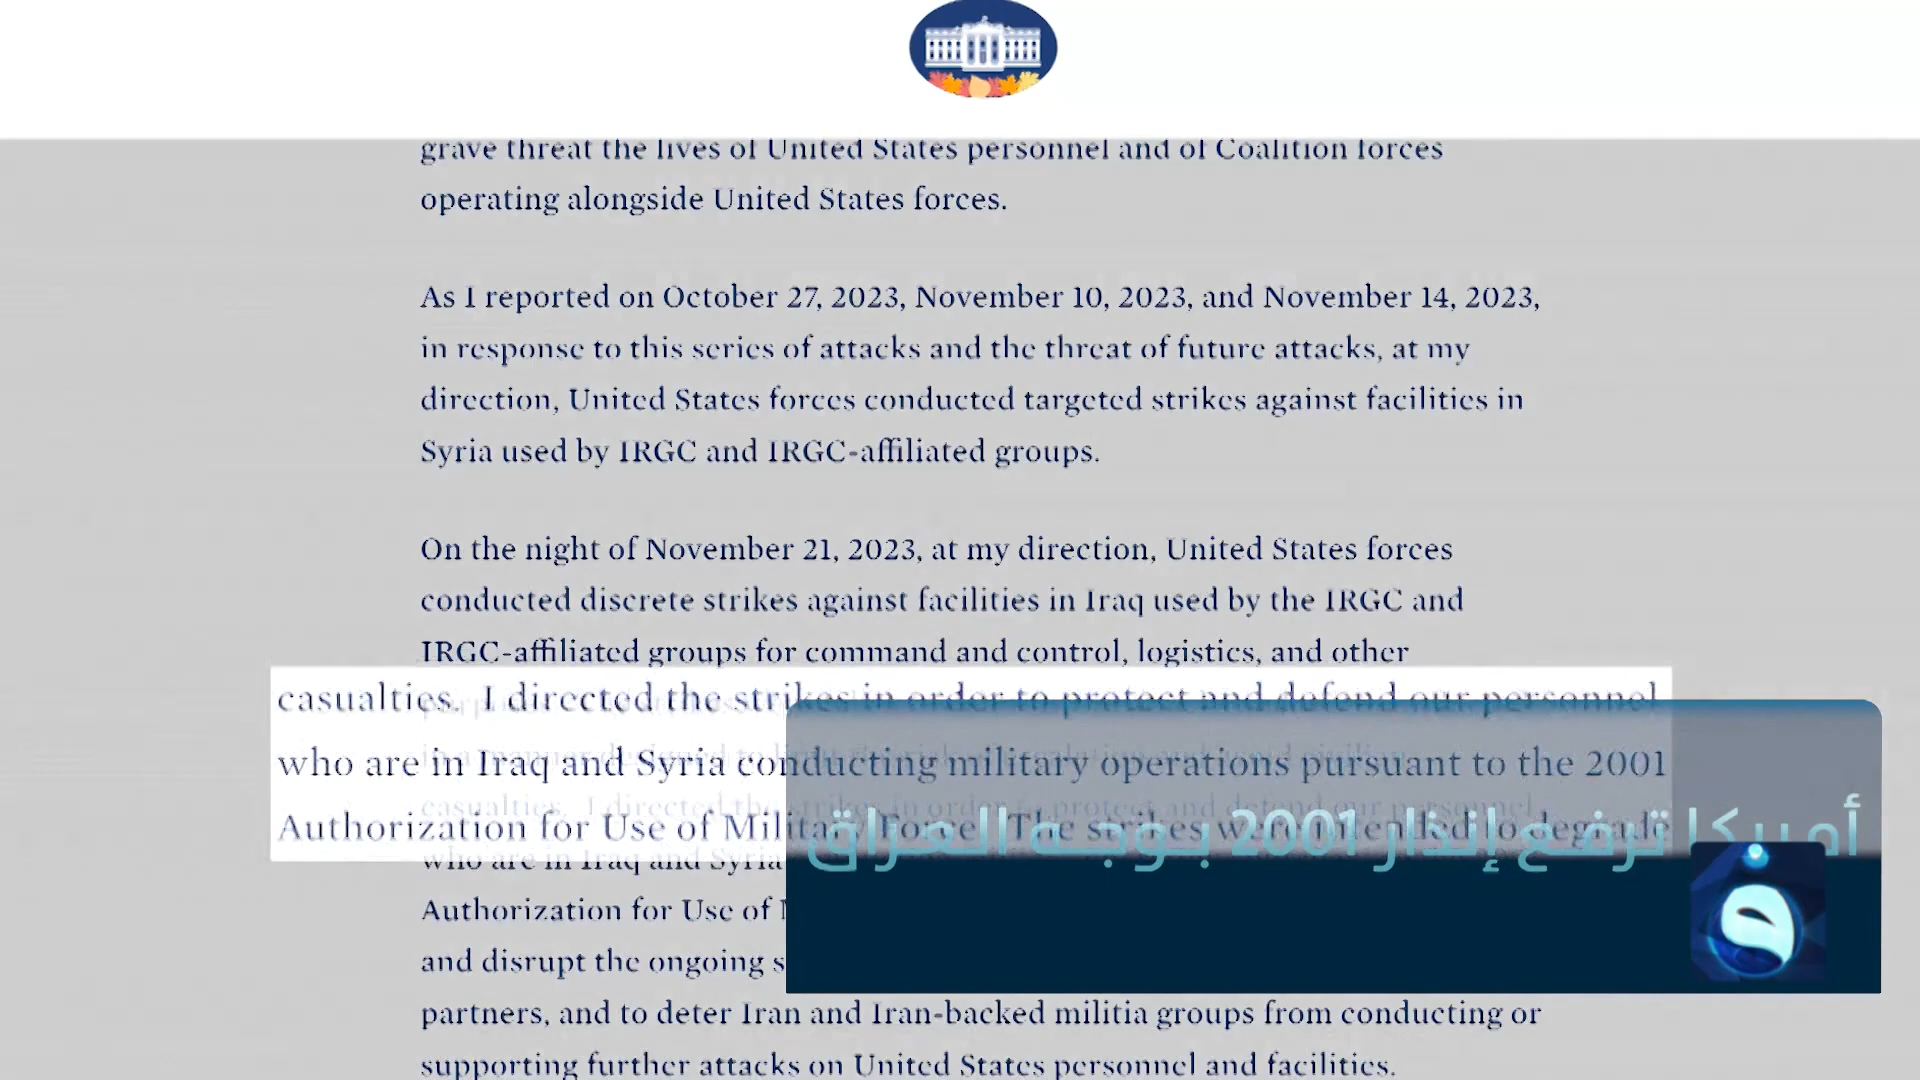 grave threat the lives of United States personnel and of Coalition forces
operating alongside United States forces.
As I reported on October 27, 2023, November 10, 2023, and November 14, 2023,
in response to this series of attacks and the threat of future attacks, at my
direction, United States forces conducted targeted strikes against facilities in
Syria used by IRGC and IRGC-affiliated groups.
On the night of November 21, 2023, at my direction, United States forces
conducted discrete strikes against facilities in Iraq used by the IRGC and
IRGC-affiliated groups for command and control, logistics, and other
casualties. I directed the strikes in order to protect and defend our personnel
who are in Iraq and Syria conducting military operations pursuant to the 2001
Authorization for Use of Military Force. The strikes were intended to degrade
أمريكا ترفع إنذار 2001 بوجه العراق
who are in Iraq and Syria
Authorization for Use of
and disrupt the ongoing
partners, and to deter Iran and Iran-backed militia groups from conducting or
supporting further attacks on United States personnel and facilities.